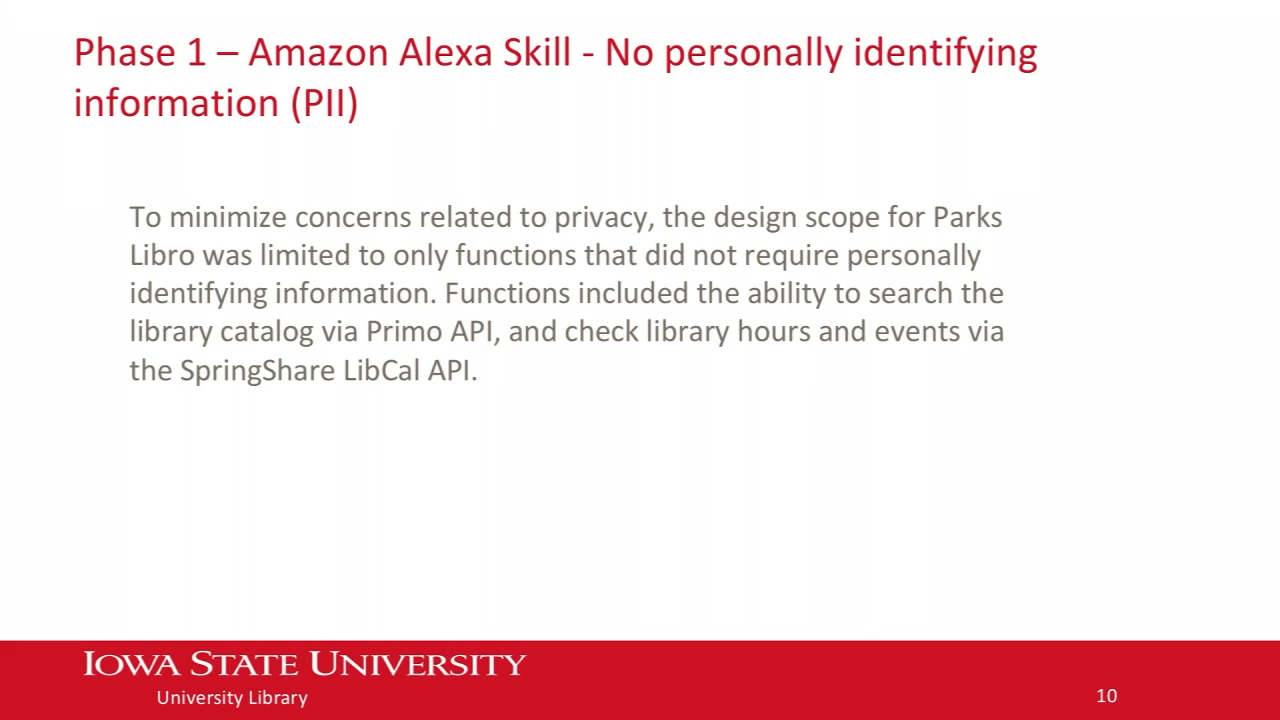 Phase 1 – Amazon Alexa Skill - No personally identifying
information (PII)
To minimize concerns related to privacy, the design scope for Parks
Libro was limited to only functions that did not require personally
identifying information. Functions included the ability to search the
library catalog via Primo API, and check library hours and events via
the SpringShare LibCal API.
IOWA STATE UNIVERSITY
University Library
10